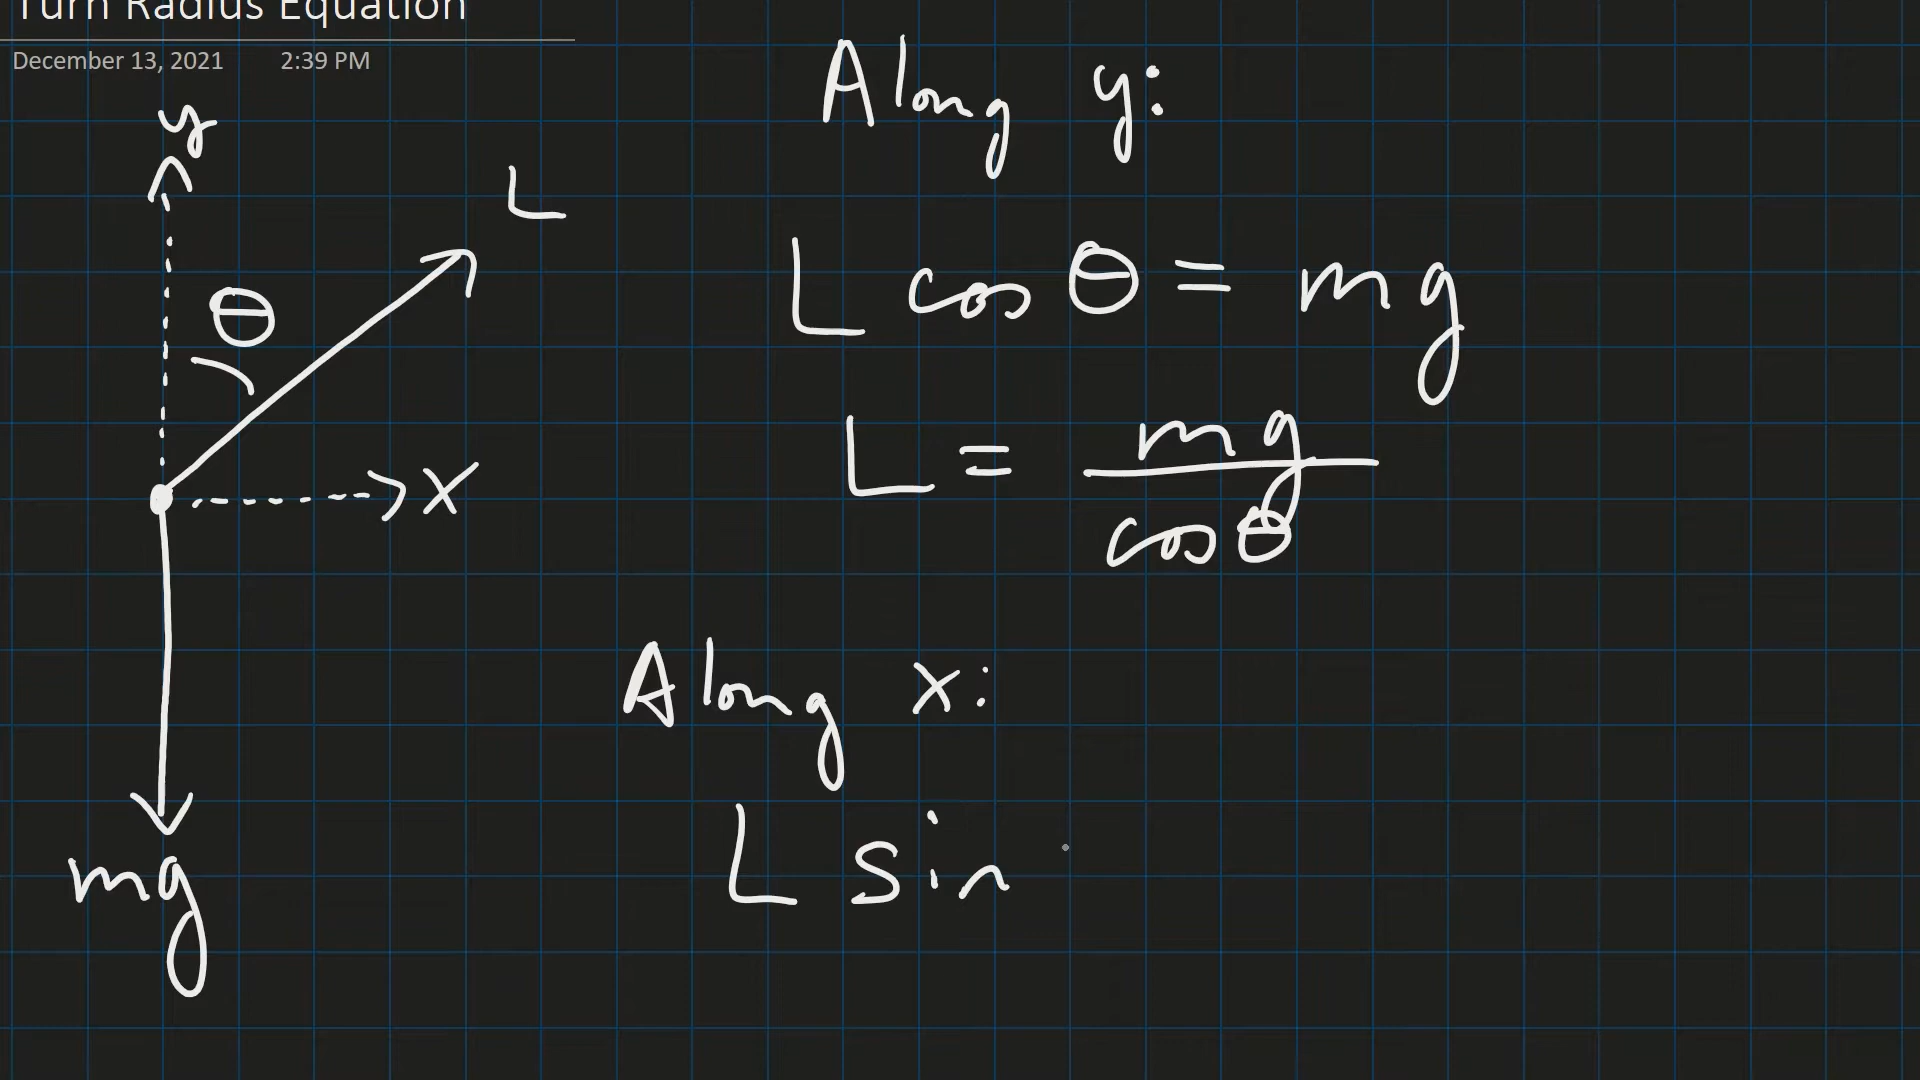 Turn Radius Equation
December 13, 2021 2:39 PM
y
L
θ
x
mg
Along y:
L cos θ = mg
L = mg / cos θ
Along x:
L sin